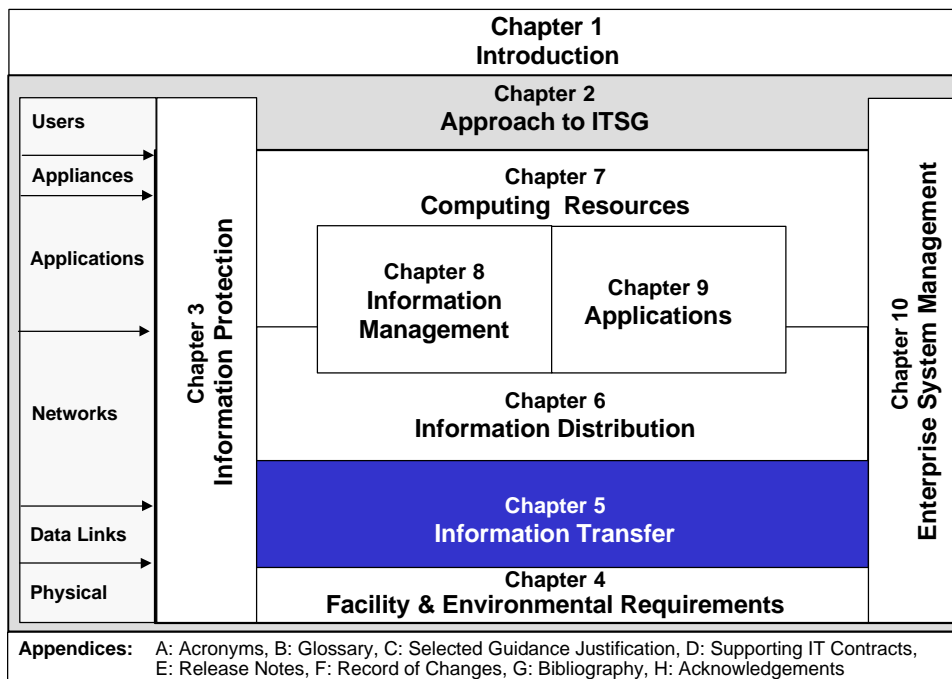 Chapter 1
Introduction
Chapter 2
Approach to ITSG
Users
Appliances
Applications
Networks
Data Links
Physical
Chapter 3
Information Protection
Chapter 7
Computing Resources
Chapter 8
Information
Management
Chapter 9
Applications
Chapter 6
Information Distribution
Chapter 5
Information Transfer
Chapter 4
Facility & Environmental Requirements
Chapter 10
Enterprise System Management
Appendices: A: Acronyms, B: Glossary, C: Selected Guidance Justification, D: Supporting IT Contracts,
E: Release Notes, F: Record of Changes, G: Bibliography, H: Acknowledgements